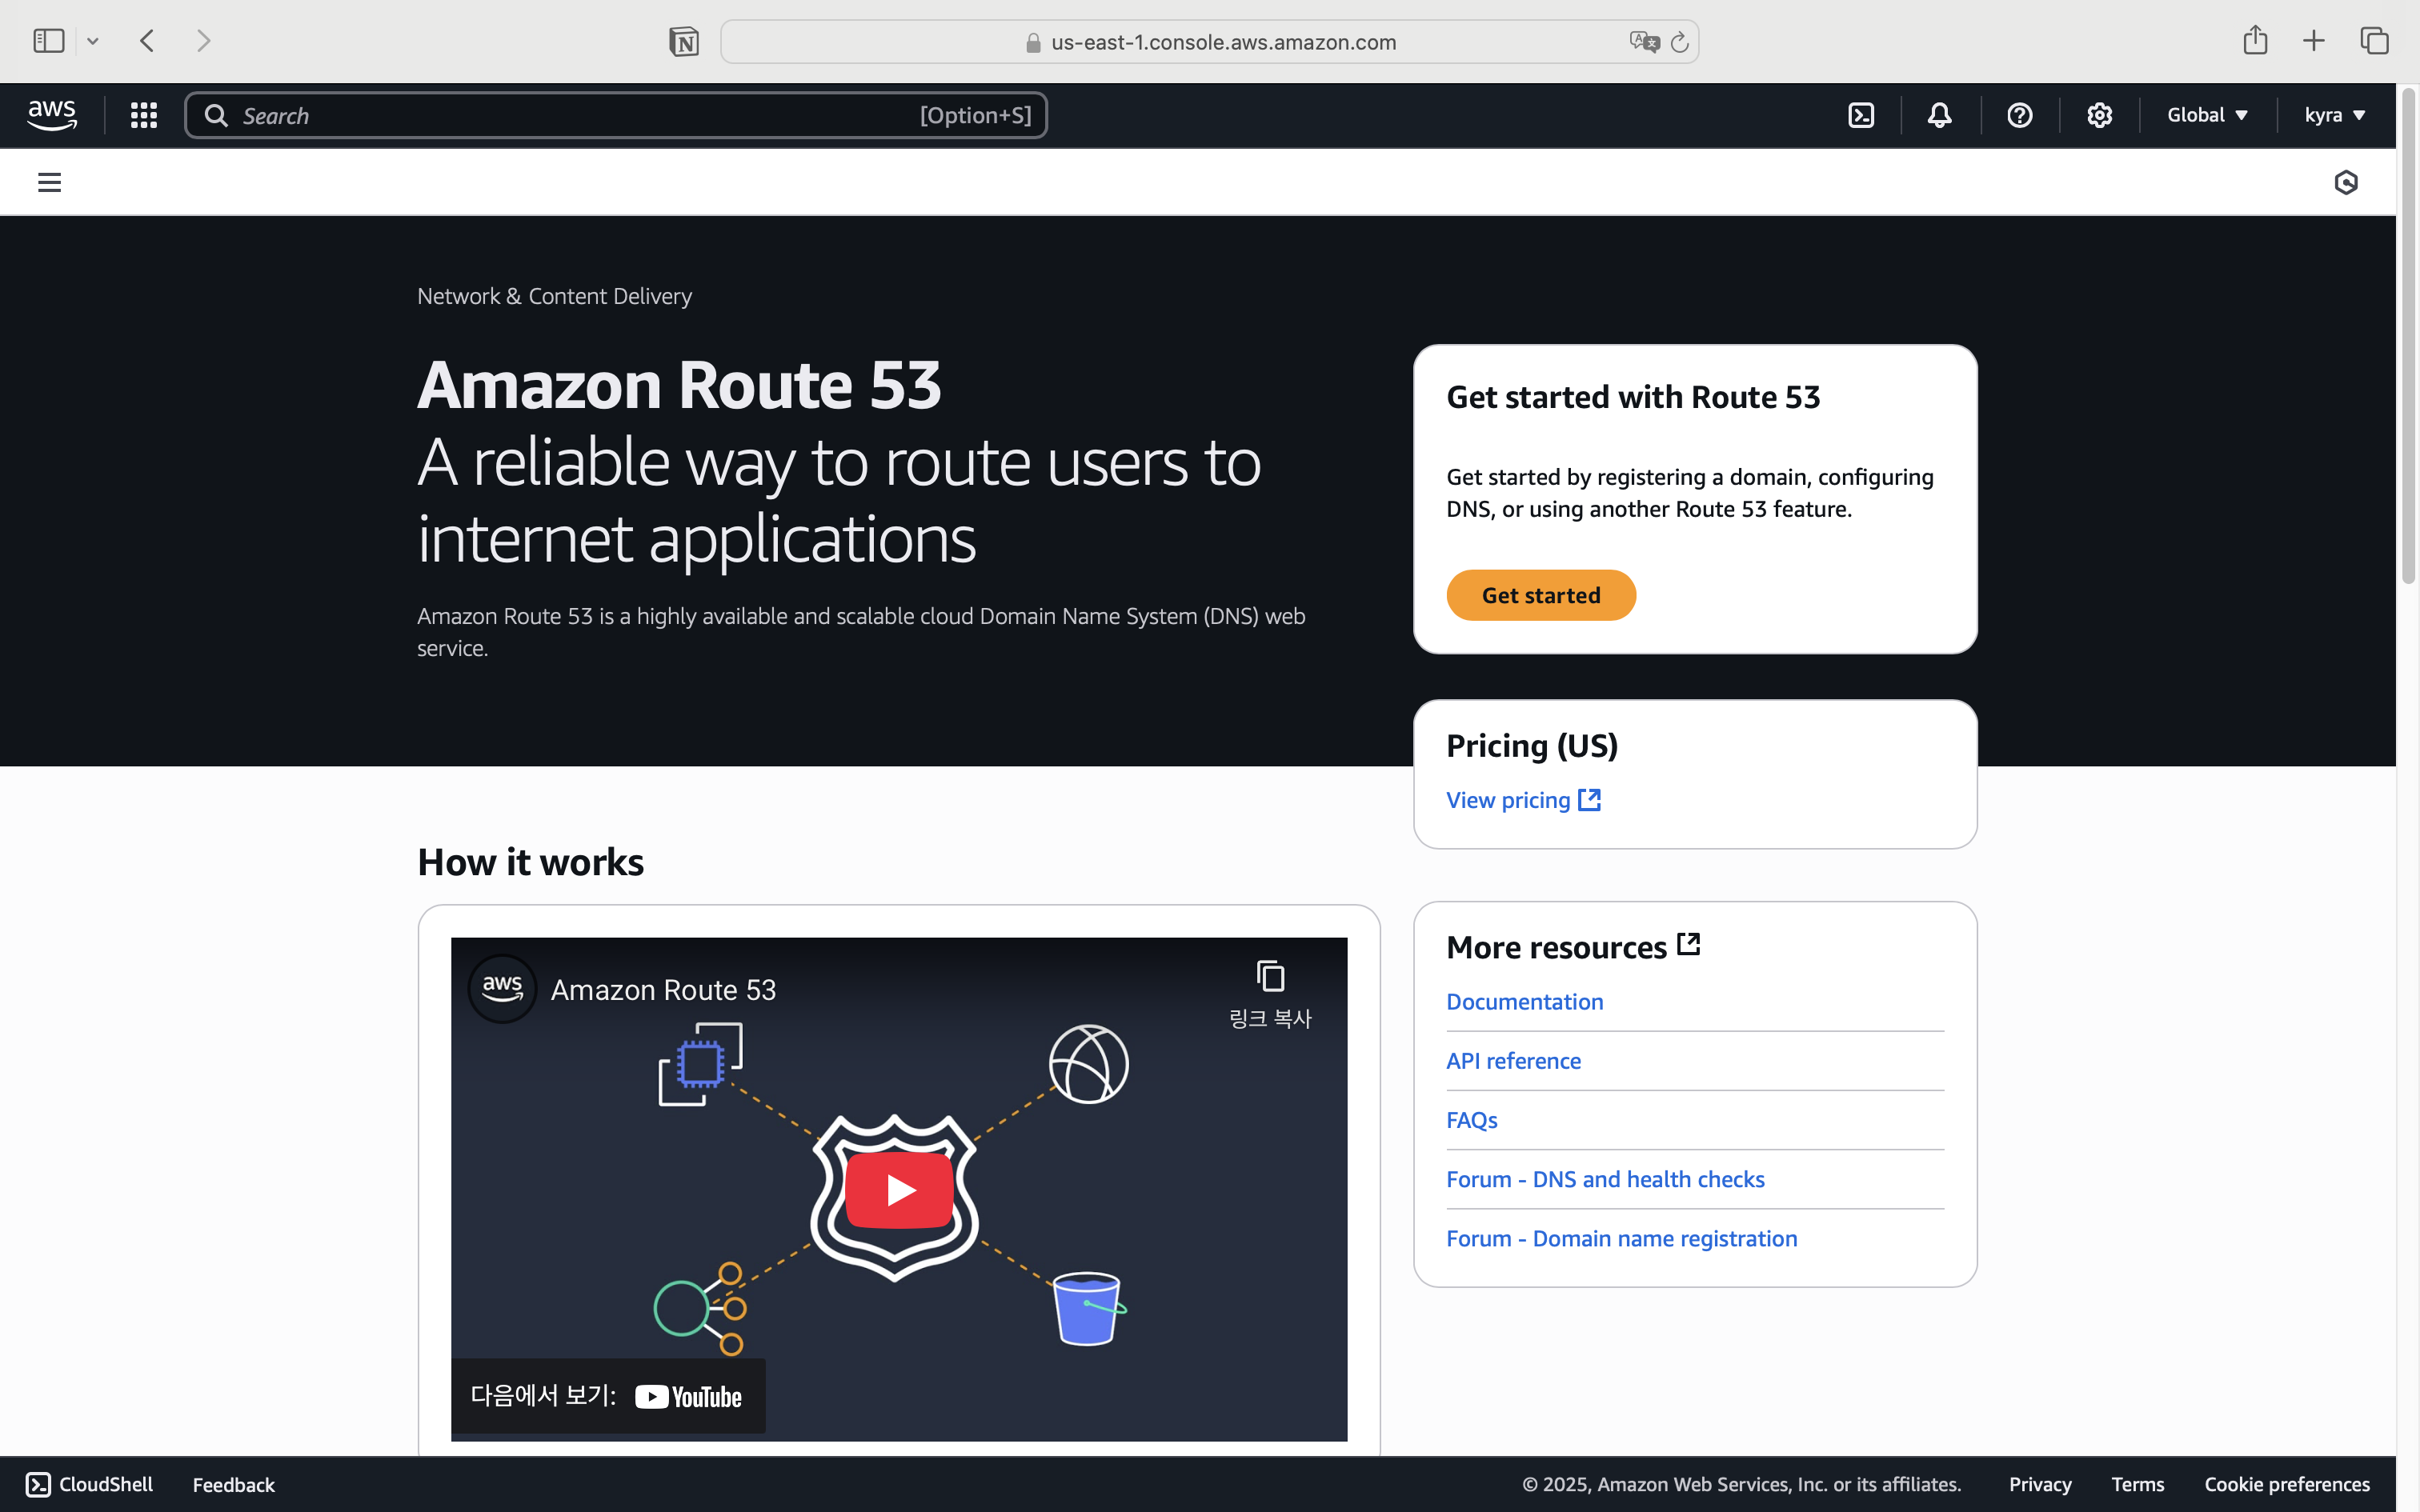 us-east-1.console.aws.amazon.com
aws
Search
[Option+S]
Global
kyra
Network & Content Delivery
Amazon Route 53
A reliable way to route users to
internet applications
Amazon Route 53 is a highly available and scalable cloud Domain Name System (DNS) web
service.
Get started with Route 53
Get started by registering a domain, configuring
DNS, or using another Route 53 feature.
Get started
Pricing (US)
View pricing
How it works
aws
Amazon Route 53
링크 복사
다음에서 보기: YouTube
More resources
Documentation
API reference
FAQs
Forum - DNS and health checks
Forum - Domain name registration
CloudShell
Feedback
© 2025, Amazon Web Services, Inc. or its affiliates.
Privacy
Terms
Cookie preferences